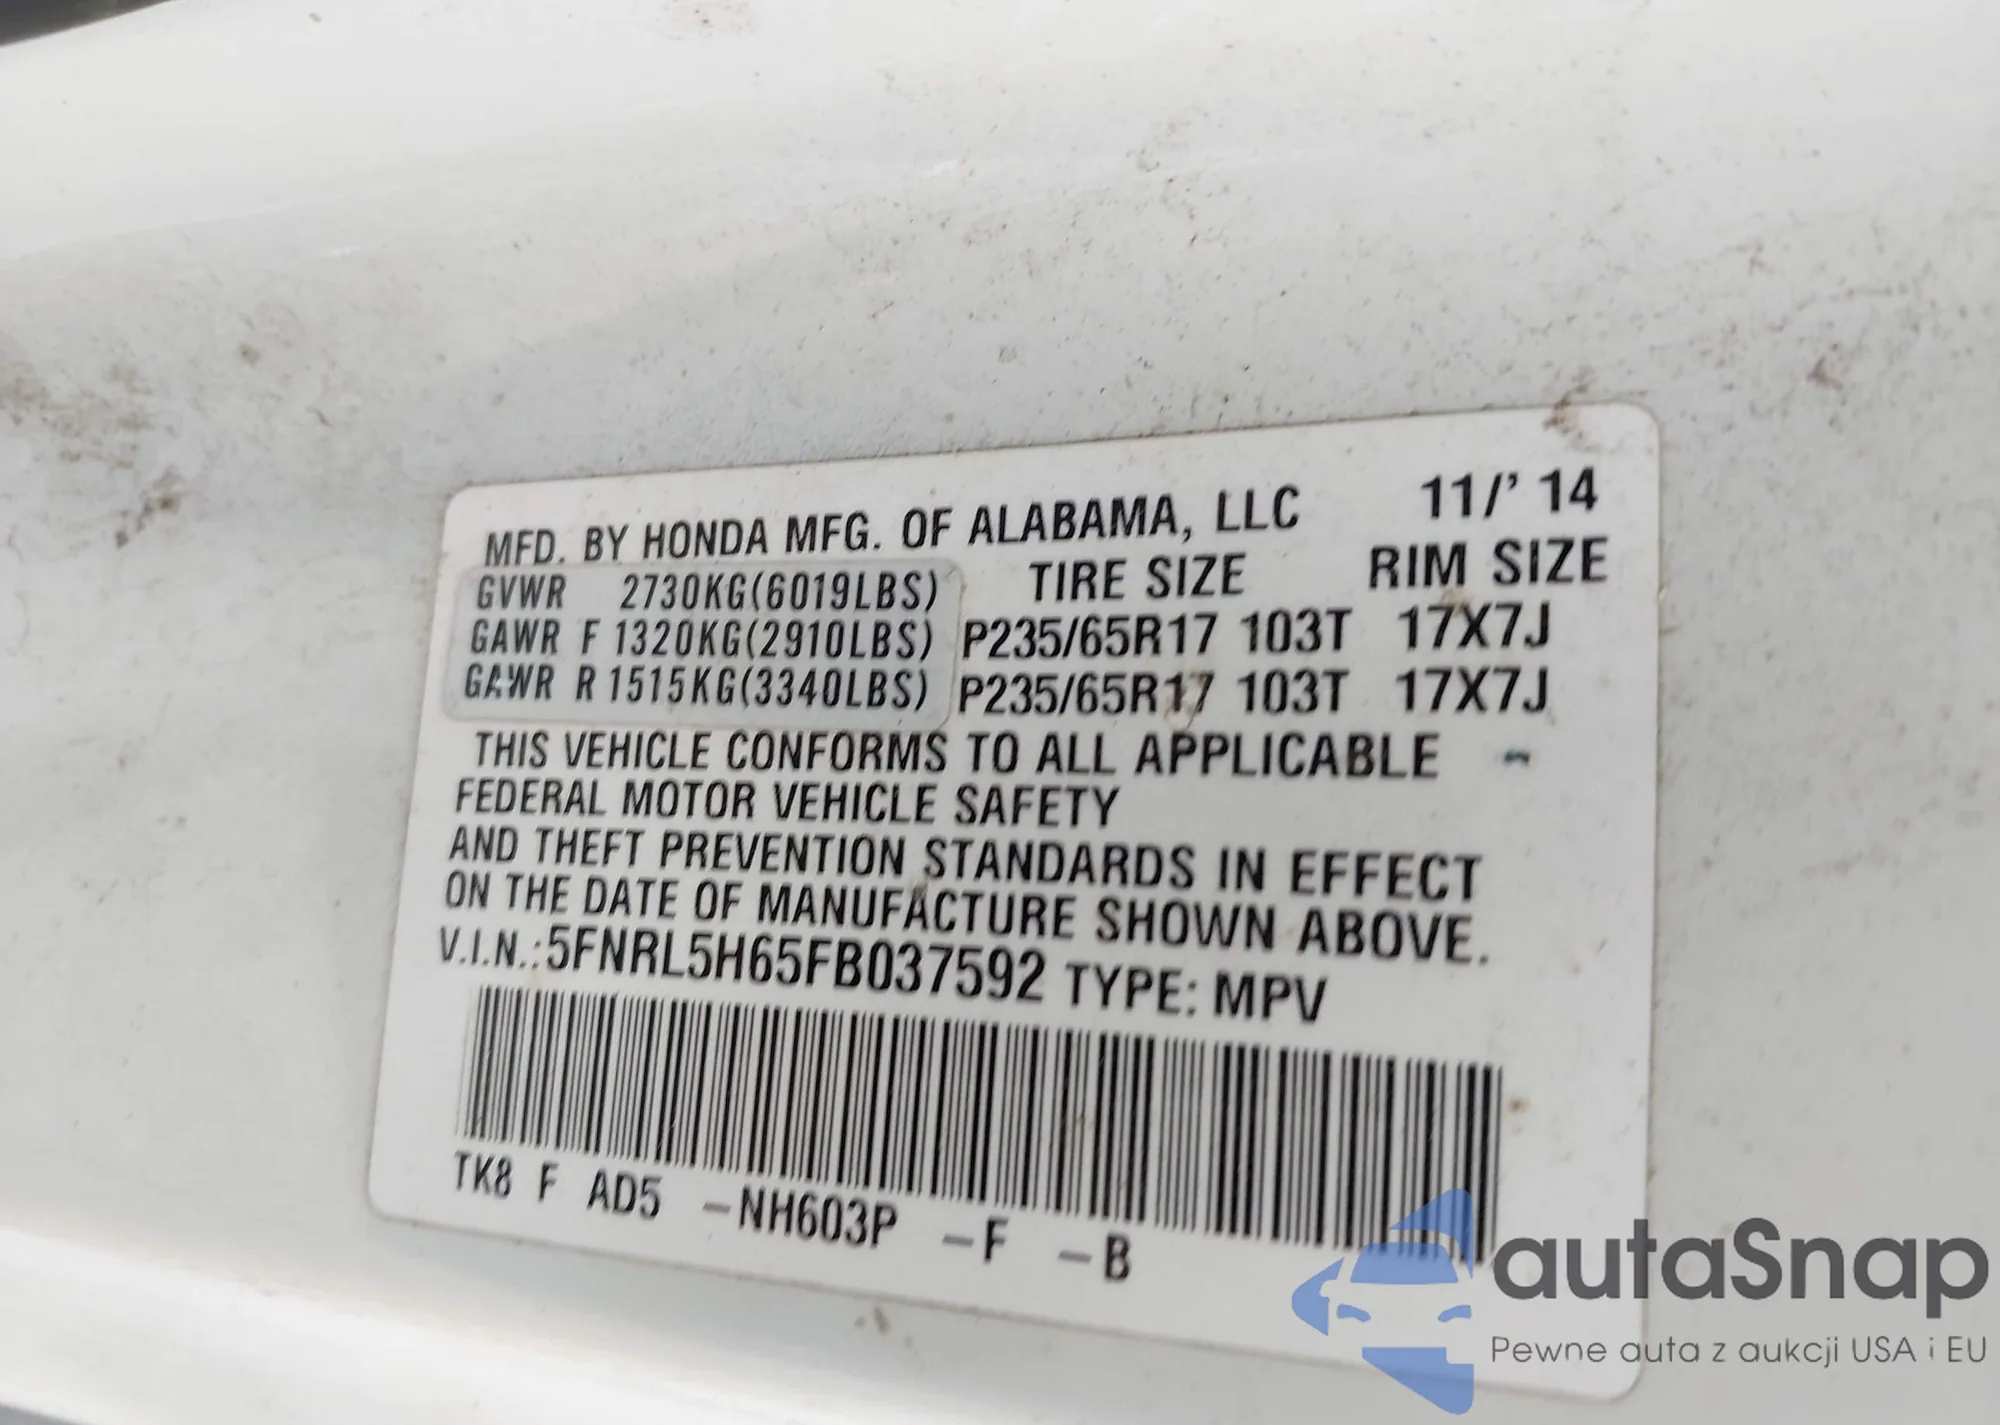 MFD. BY HONDA MFG. OF ALABAMA, LLC 11/' 14
TIRE SIZE RIM SIZE
GVWR 2730KG(6019LBS)
GAWR F 1320KG(2910LBS) P235/65R17 103T 17X7J
GAWR R 1515KG(3340LBS) P235/65R17 103T 17X7J
THIS VEHICLE CONFORMS TO ALL APPLICABLE
FEDERAL MOTOR VEHICLE SAFETY
AND THEFT PREVENTION STANDARDS IN EFFECT
ON THE DATE OF MANUFACTURE SHOWN ABOVE.
V.I.N.:5FNRL5H65FB037592 TYPE: MPV
TK8 F AD5 -NH603P -F -B
autaSnap
Pewne auta z aukcji USA i EU